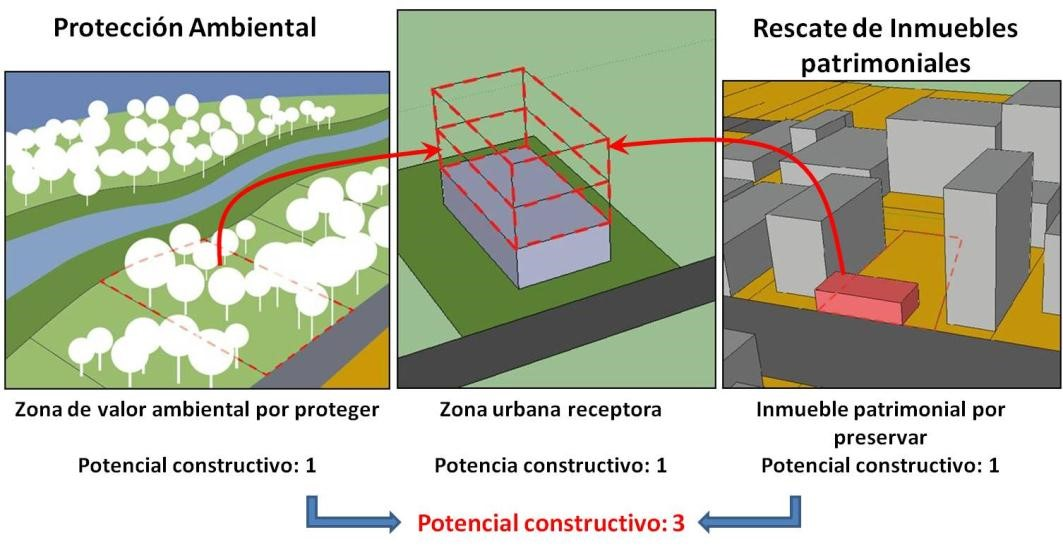 Protección Ambiental
Rescate de Inmuebles
patrimoniales
Zona de valor ambiental por proteger
Zona urbana receptora
Inmueble patrimonial por
preservar
Potencial constructivo: 1
Potencia constructivo: 1
Potencial constructivo: 1
Potencial constructivo: 3